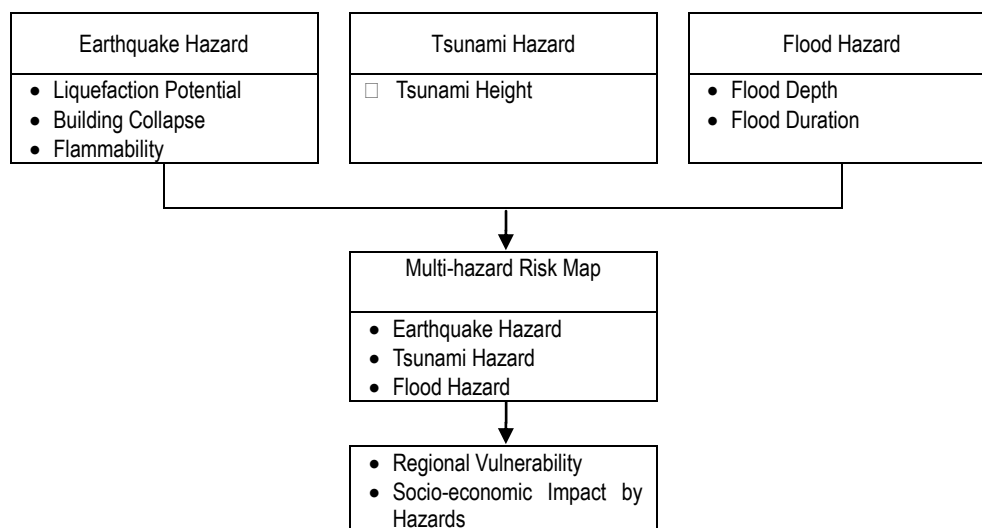 Earthquake Hazard
• Liquefaction Potential
• Building Collapse
• Flammability
Tsunami Hazard
□ Tsunami Height
Flood Hazard
• Flood Depth
• Flood Duration
Multi-hazard Risk Map
• Earthquake Hazard
• Tsunami Hazard
• Flood Hazard
• Regional Vulnerability
• Socio-economic Impact by
Hazards